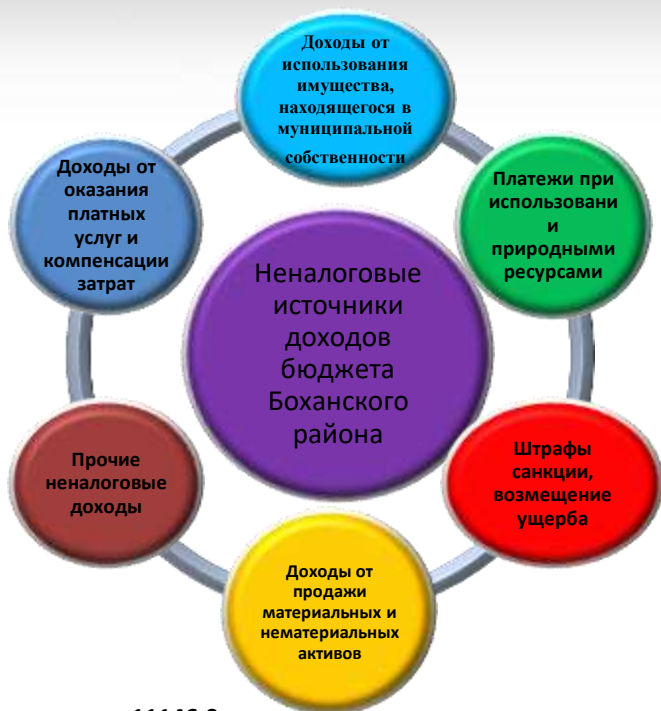 Доходы от
использования
имущества,
находящегося в
муниципальной
собственности
Доходы от
оказания
платных
услуг и
компенсации
затрат
Платежи при
использовани
и
природными
ресурсами
Неналоговые
источники
доходов
бюджета
Боханского
района
Прочие
неналоговые
доходы
Штрафы
санкции,
возмещение
ущерба
Доходы от
продажи
материальных и
нематериальных
активов